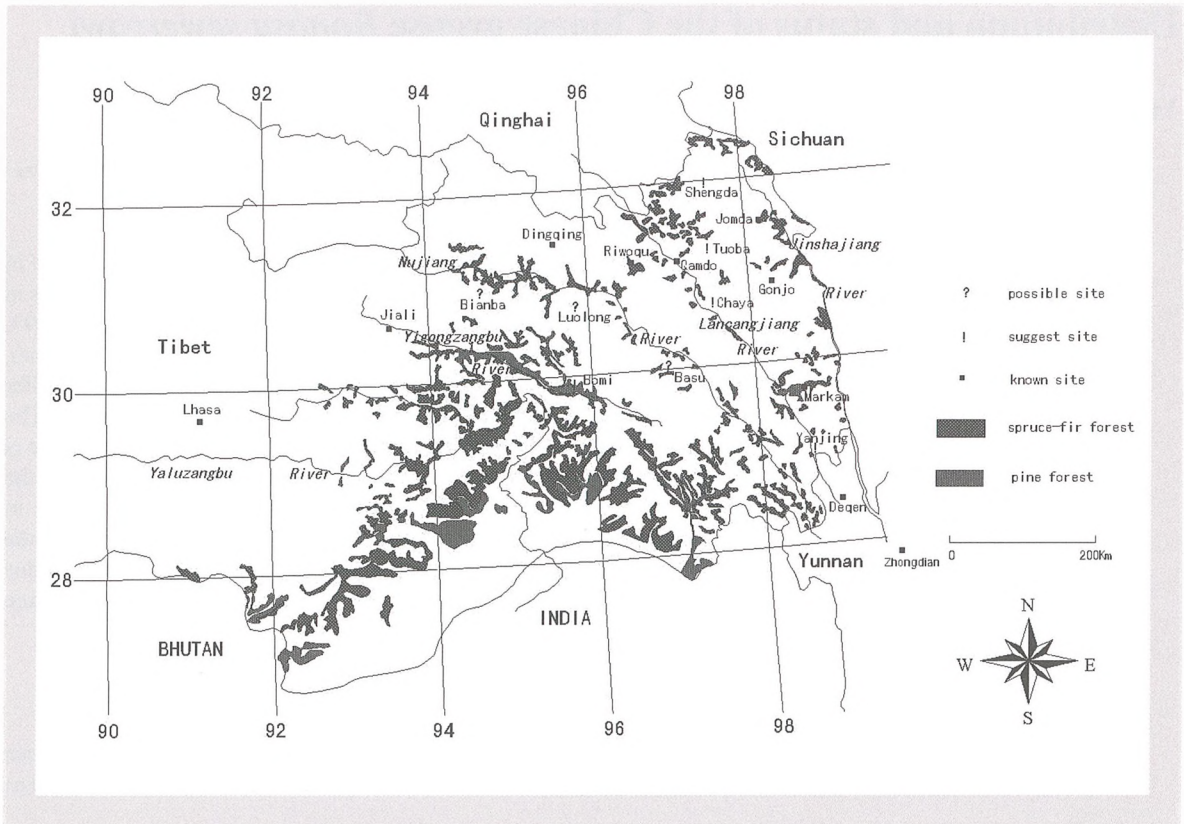 90
92
94
96
98
Qinghai
Sichuan
32
Shengda
Jomda
Dingqing
Riwoqu
!Tuoba
Jinshajiang
Nujiang
Qamdo
Gonjo
?
Bianba
?
Luolong
!Chaya
River
? possible site
Jiali
Lancangjiang
Yigongzangbu
River
River
! suggest site
Tibet
River
?
Basu
Bomi
30
Markam
known site
Lhasa
spruce-fir forest
Yanjing
Yaluzangbu River
pine forest
Deqen
0 200Km
Yunnan
Zhongdian
28
INDIA
BHUTAN
N
W E
S
90
92
94
96
98